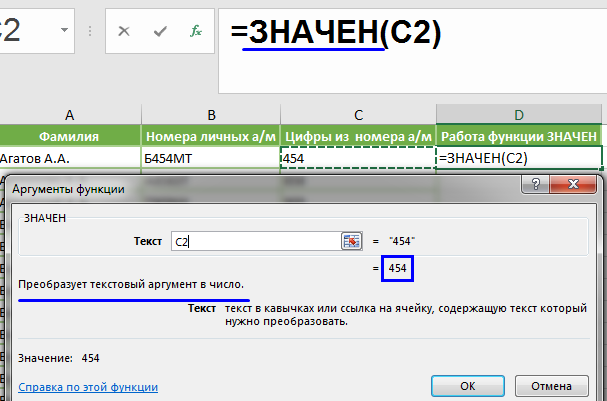 C2
fx
=ЗНАЧЕН(C2)
A B C D
Фамилия Номера личных а/м Цифры из номера а/м Работа функции ЗНАЧЕН
Агатов А.А. Б454МТ 454 =ЗНАЧЕН(C2)
Аргументы функции
ЗНАЧЕН
Текст C2 = "454"
= 454
Преобразует текстовый аргумент в число.
Текст текст в кавычках или ссылка на ячейку, содержащую текст который
нужно преобразовать.
Значение: 454
Справка по этой функции ОК Отмена